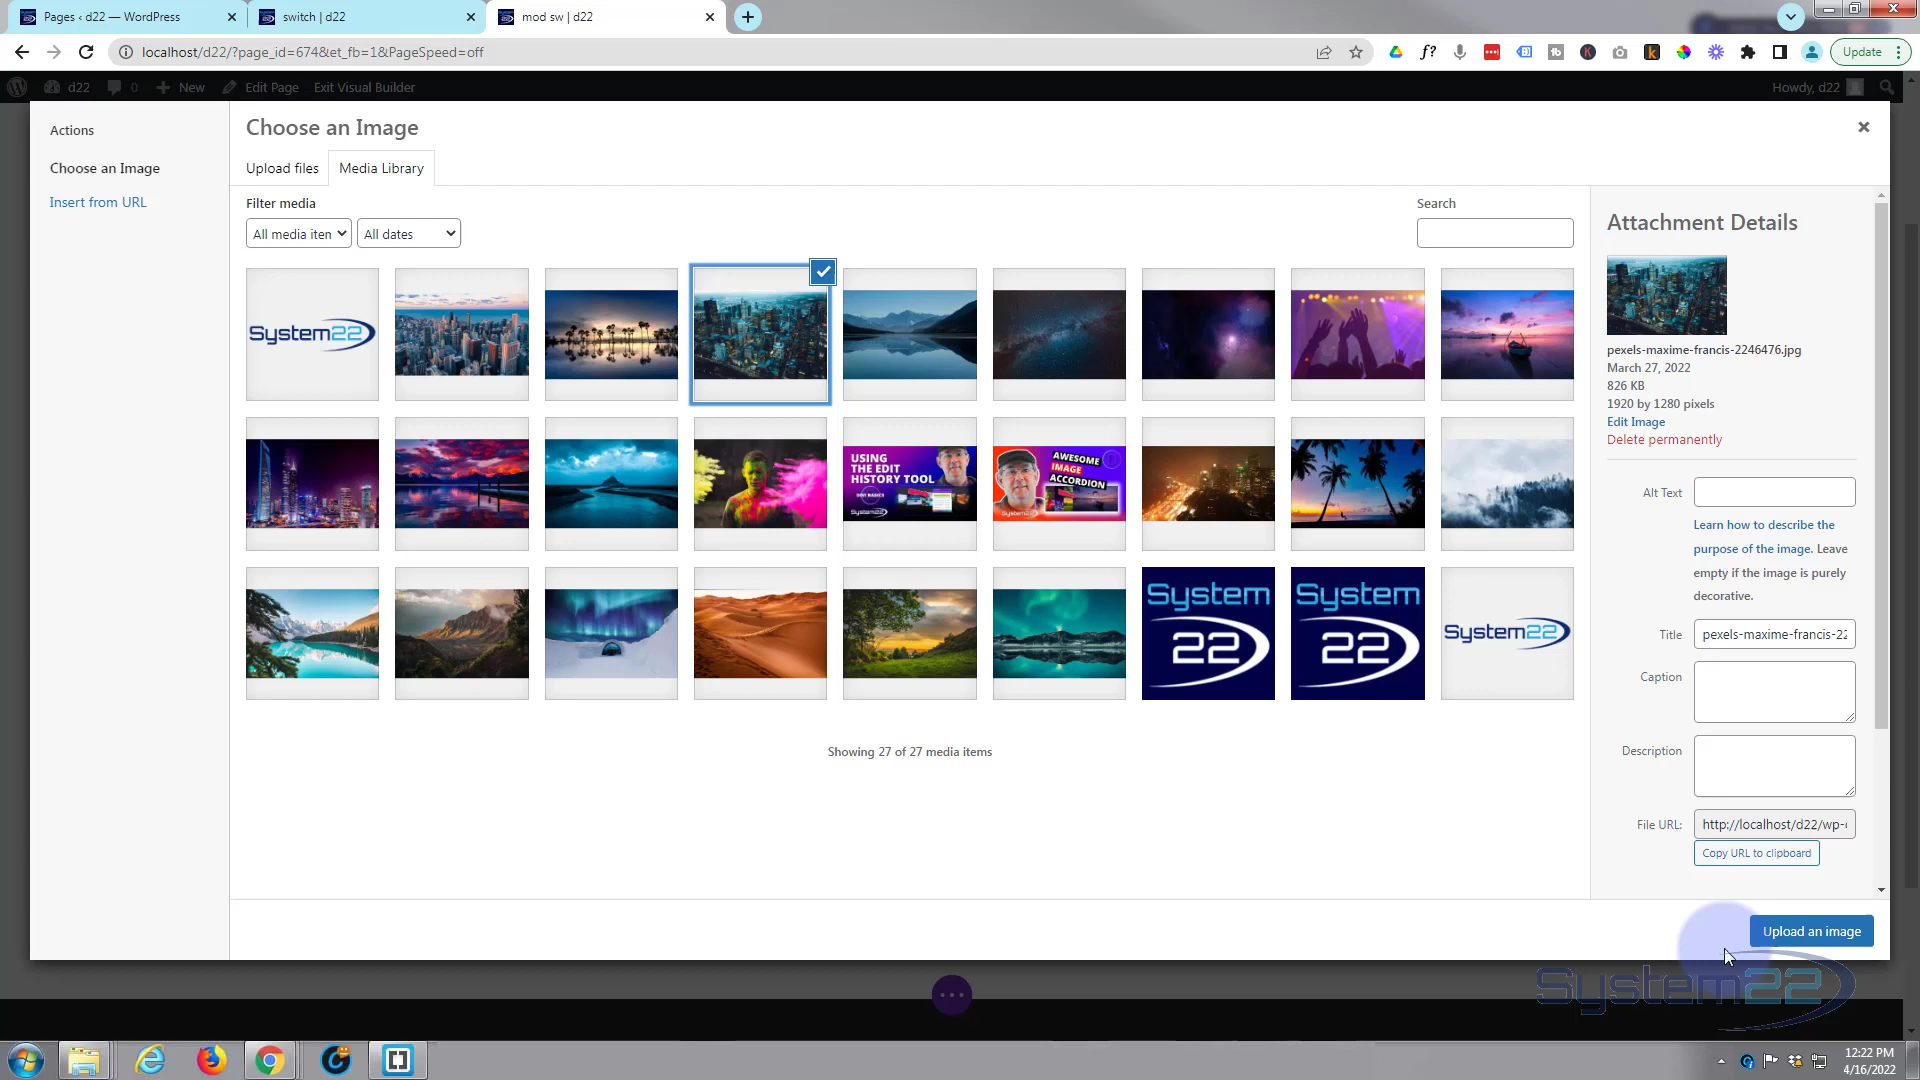 Pages ‹ d22 — WordPress
switch | d22
mod sw | d22
localhost/d22/?page_id=674&et_fb=1&PageSpeed=off
Update
d22
0
New
Edit Page
Exit Visual Builder
Howdy, d22
Actions
Choose an Image
Insert from URL
Choose an Image
Upload files
Media Library
Filter media
All media iten
All dates
Search
System22
USING
THE EDIT
HISTORY TOOL
DIVI BASICS
System22
AWESOME
IMAGE
ACCORDION
System22
System
22
System
22
System22
Showing 27 of 27 media items
Attachment Details
pexels-maxime-francis-2246476.jpg
March 27, 2022
826 KB
1920 by 1280 pixels
Edit Image
Delete permanently
Alt Text
Learn how to describe the
purpose of the image. Leave
empty if the image is purely
decorative.
Title
pexels-maxime-francis-22
Caption
Description
File URL:
http://localhost/d22/wp-
Copy URL to clipboard
Upload an image
System22
12:22 PM
4/16/2022